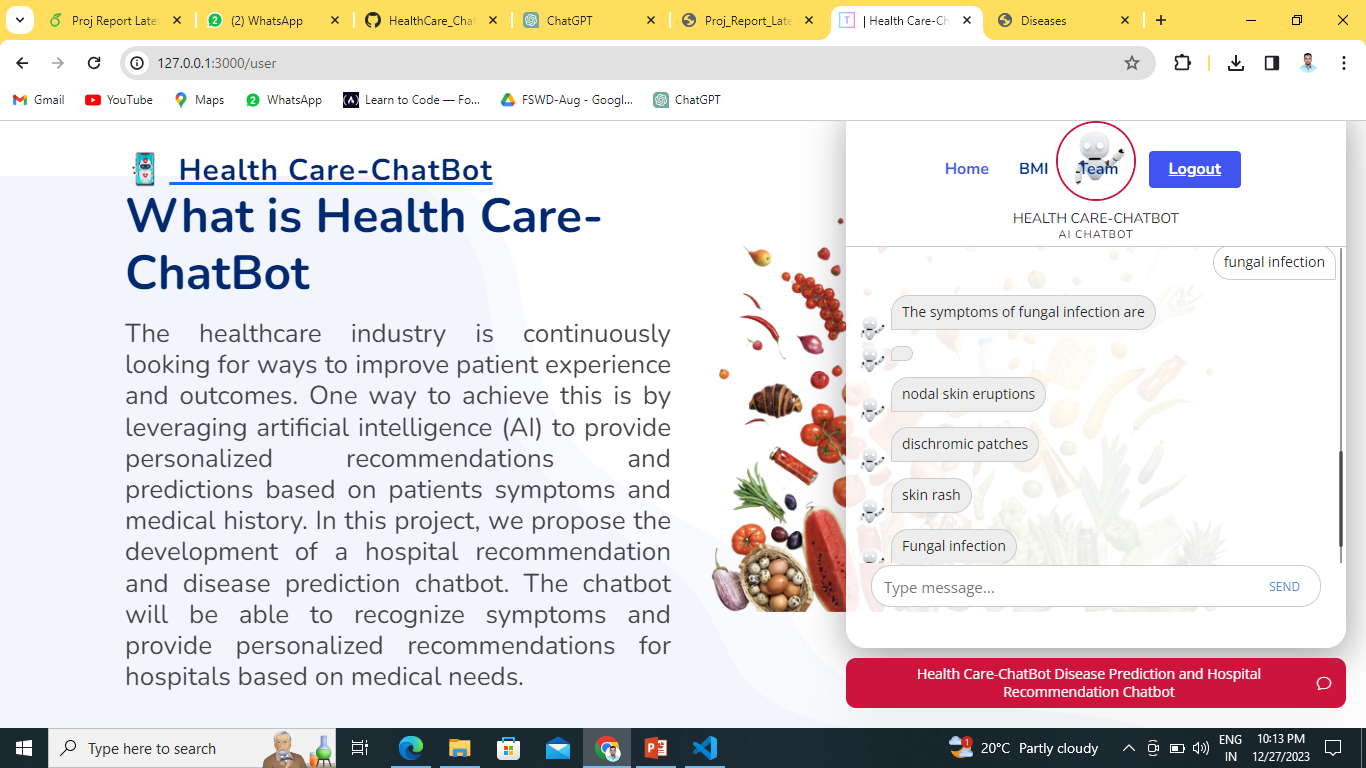 Proj Report Late
(2) WhatsApp
HealthCare_Cha
ChatGPT
Proj_Report_Late
| Health Care-Ch
Diseases
127.0.0.1:3000/user
Gmail
YouTube
Maps
WhatsApp
Learn to Code — Fo...
FSWD-Aug - Googl...
ChatGPT
Health Care-ChatBot
What is Health Care-
ChatBot
The healthcare industry is continuously
looking for ways to improve patient experience
and outcomes. One way to achieve this is by
leveraging artificial intelligence (AI) to provide
personalized recommendations and
predictions based on patients symptoms and
medical history. In this project, we propose the
development of a hospital recommendation
and disease prediction chatbot. The chatbot
will be able to recognize symptoms and
provide personalized recommendations for
hospitals based on medical needs.
Home
BMI
Team
Logout
HEALTH CARE-CHATBOT
AI CHATBOT
fungal infection
The symptoms of fungal infection are
nodal skin eruptions
dischromic patches
skin rash
Fungal infection
Type message...
SEND
Health Care-ChatBot Disease Prediction and Hospital
Recommendation Chatbot
Type here to search
1
20°C Partly cloudy
ENG
IN
10:13 PM
12/27/2023